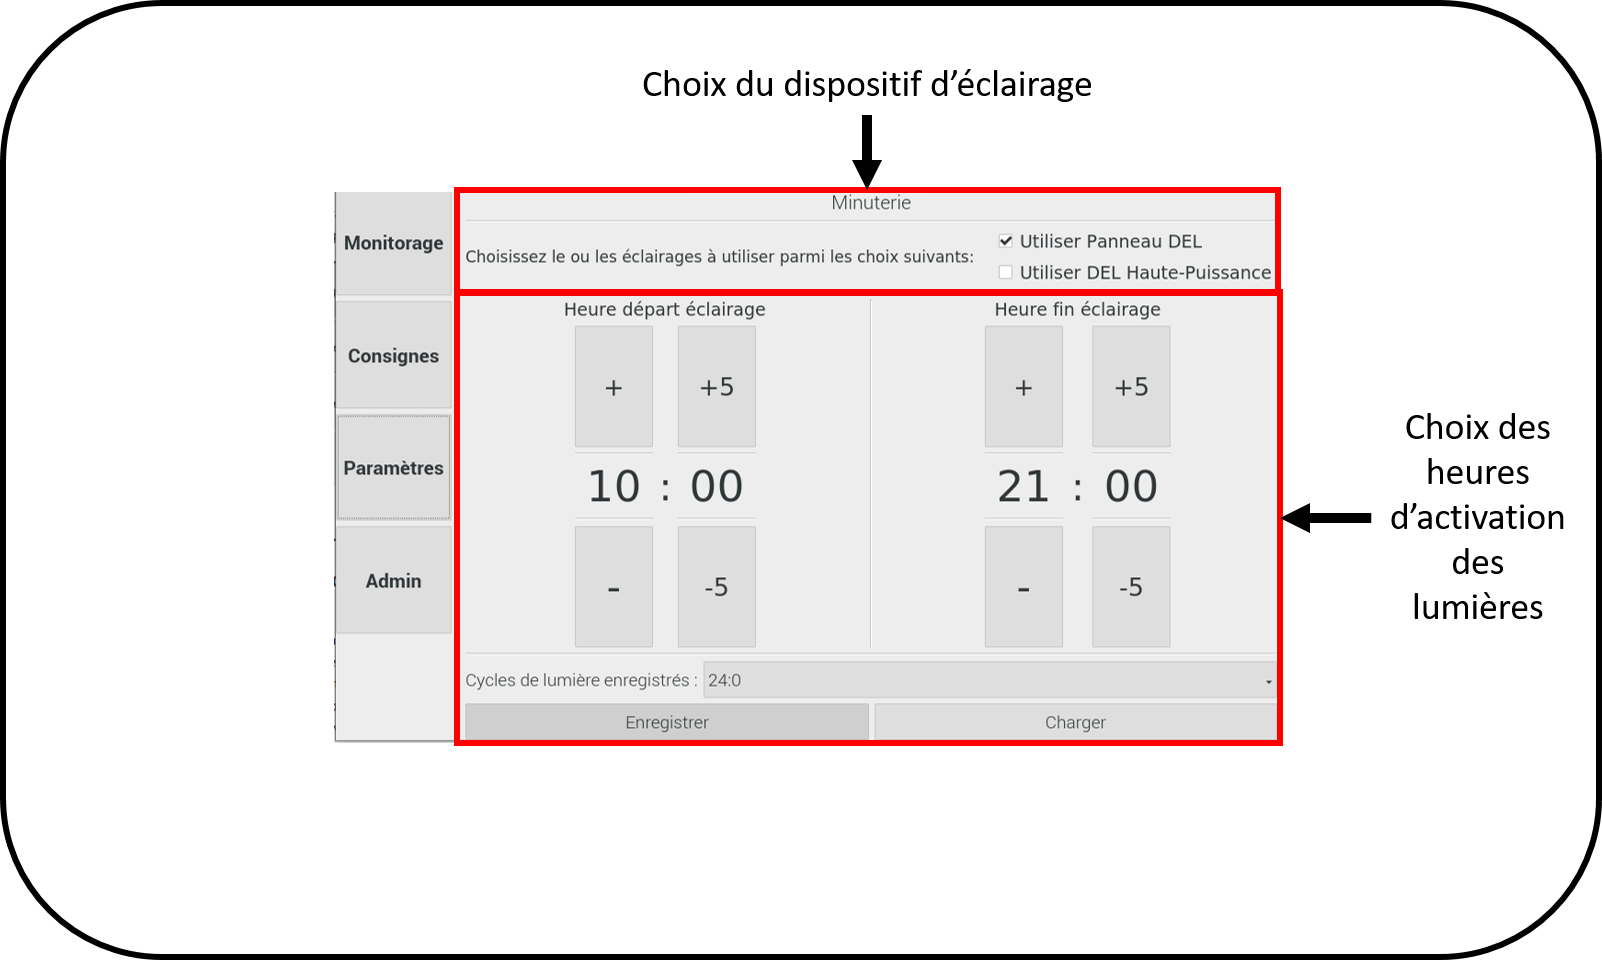 Choix du dispositif d’éclairage
Minuterie
Monitorage
Choisissez le ou les éclairages à utiliser parmi les choix suivants:
Utiliser Panneau DEL
Utiliser DEL Haute-Puissance
Heure départ éclairage
Heure fin éclairage
Consignes
+ +5
+ +5
Paramètres
10 : 00
21 : 00
Admin
- -5
- -5
Choix des
heures
d’activation
des
lumières
Cycles de lumière enregistrés : 24:0
Enregistrer
Charger